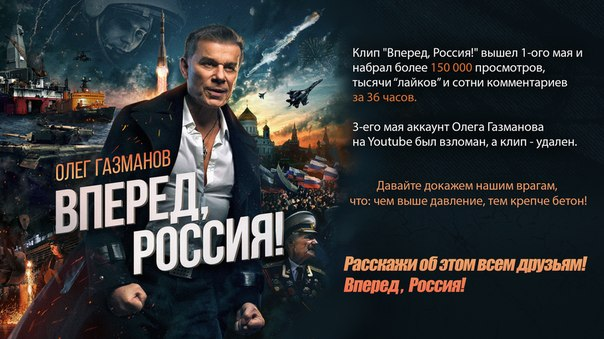 ОЛЕГ ГАЗМАНОВ
ВПЕРЕД,
РОССИЯ!
Клип "Вперед, Россия!" вышел 1-ого мая и
набрал более 150 000 просмотров,
тысячи “лайков” и сотни комментариев
за 36 часов.
3-его мая аккаунт Олега Газманова
на Youtube был взломан, а клип - удален.
Давайте докажем нашим врагам,
что: чем выше давление, тем крепче бетон!
Расскажи об этом всем друзьям!
Вперед , Россия!